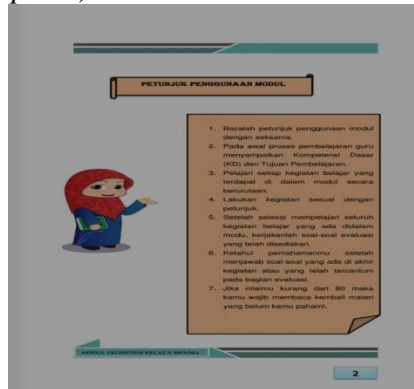 PETUNJUK PENGGUNAAN MODUL
1. Bacalah petunjuk penggunaan modul
dengan seksama.
2. Pada awal proses pembelajaran guru
menyampaikan Kompetensi Dasar
(KD) dan Tujuan Pembelajaran.
3. Pelajari setiap kegiatan belajar yang
terdapat di dalam modul secara
berurutan.
4. Lakukan kegiatan sesuai dengan
petunjuk.
5. Setelah selesai mempelajari seluruh
kegiatan belajar yang ada didalam
modu, kerjakanlah soal-soal evaluasi
yang telah disediakan.
6. Ketahui pemahamanmu setelah
menjawab soal-soal yang ada di akhir
kegiatan atau yang telah tercantum
pada bagian evaluasi.
7. Jika nilaimu kurang dari 80 maka
kamu wajib membaca kembali materi
yang belum kamu pahami.
MODUL EKOSISTEM KELAS X SMA/MA
2